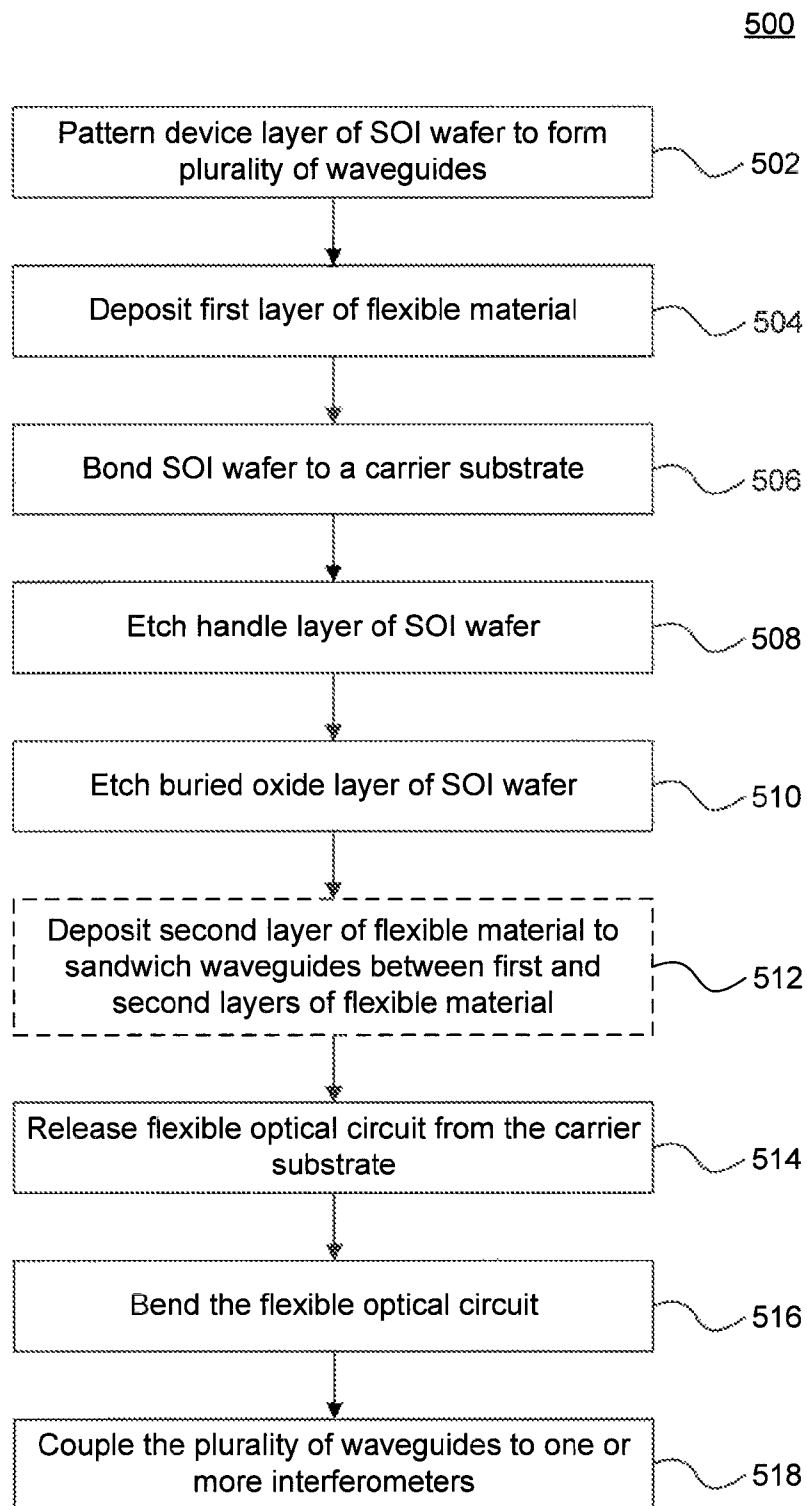 500
Pattern device layer of SOI wafer to form
plurality of waveguides
502
Deposit first layer of flexible material
504
Bond SOI wafer to a carrier substrate
506
Etch handle layer of SOI wafer
508
Etch buried oxide layer of SOI wafer
510
Deposit second layer of flexible material to
sandwich waveguides between first and
second layers of flexible material
512
Release flexible optical circuit from the carrier
substrate
514
Bend the flexible optical circuit
516
Couple the plurality of waveguides to one or
more interferometers
518